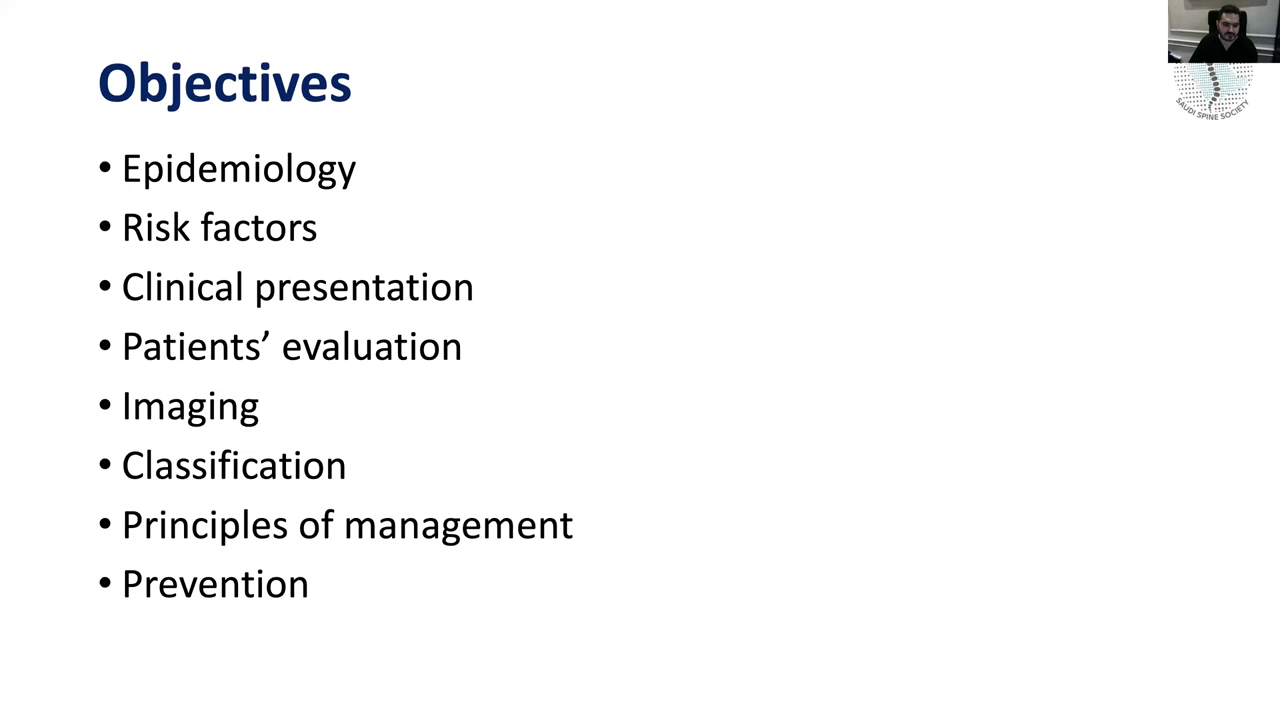 Objectives
• Epidemiology
• Risk factors
• Clinical presentation
• Patients’ evaluation
• Imaging
• Classification
• Principles of management
• Prevention
SAUDI SPINE SOCIETY